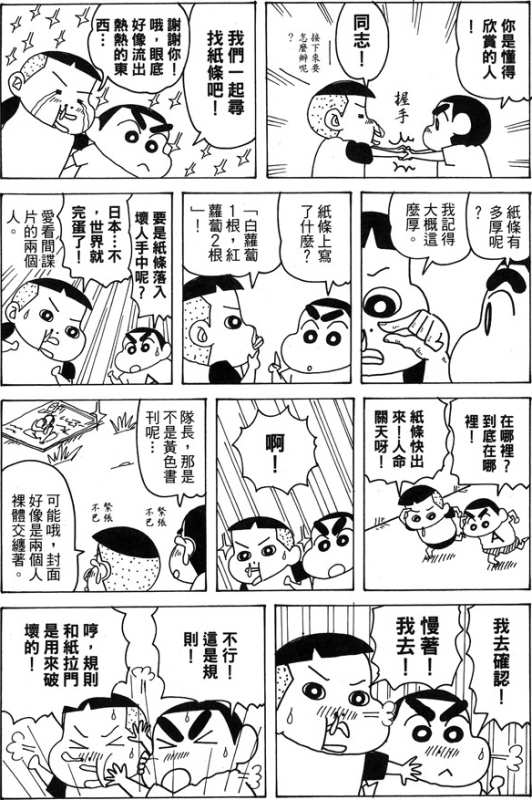 你是懂得
欣賞的人
！
握手
同志！
接下來要
怎麼辦呢
？
我們一起尋
找紙條吧！
謝謝你！
哦，眼底
好像流出
熱熱的東
西…
紙條有
多厚呢
？
我記得
大概這
麼厚。
紙條上寫
了什麼？
「白蘿蔔
1根，紅
蘿蔔2根
」！
要是紙條落入
壞人手中呢？
日本…不
，世界就
完蛋了！
愛看間諜
片的兩個
人。
在哪裡？
到底在哪
裡！
紙條快出
來！人命
關天呀！
A
啊！
隊長，那是
不是黃色書
刊呢…
緊張
不已
緊張
不已
可能哦，封面
好像是兩個人
裸體交纏著。
我去確認！
慢著！
我去！
不行！
這是規
則！
哼，規則
和紙拉門
是用來破
壞的！